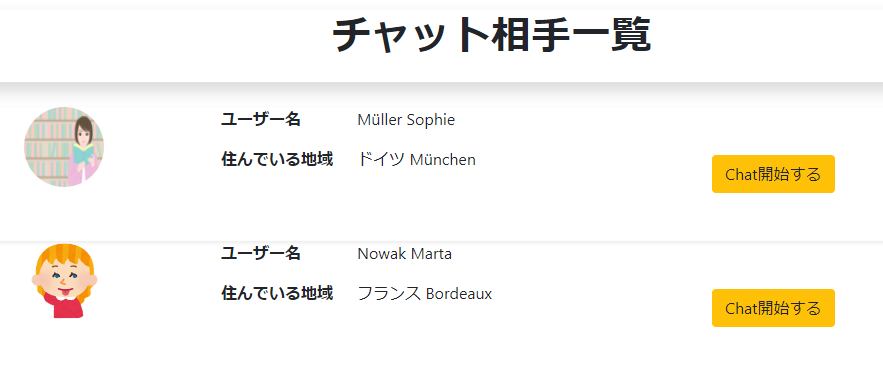 チャット相手一覧
ユーザー名 Müller Sophie
住んでいる地域 ドイツ München
Chat開始する
ユーザー名 Nowak Marta
住んでいる地域 フランス Bordeaux
Chat開始する